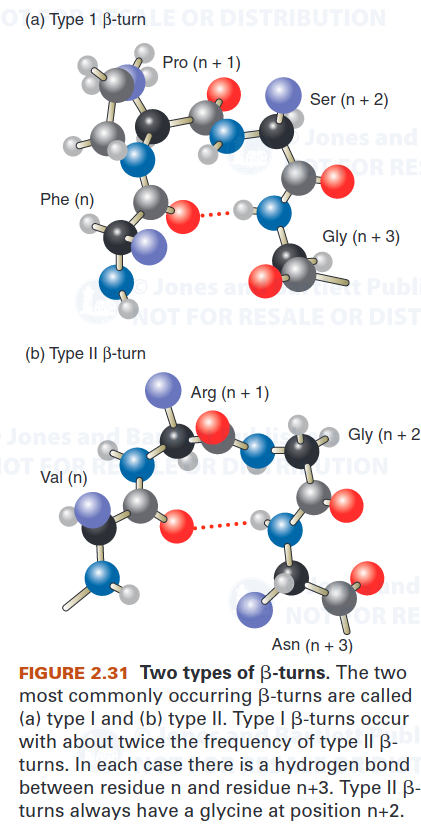 OT FOR RESALE OR DISTRIBUTION
(a) Type 1 β-turn
Pro (n + 1)
Ser (n + 2)
Jones and
NOT FOR RE
Phe (n)
Gly (n + 3)
© Jones and Bartlett Publi
NOT FOR RESALE OR DIST
(b) Type II β-turn
Arg (n + 1)
Jones and Bartlett Publishing
Gly (n + 2
OT FOR RESALE OR DISTRIBUTION
Val (n)
and
NOT FOR RE
Asn (n + 3)
FIGURE 2.31 Two types of β-turns. The two
most commonly occurring β-turns are called
(a) type I and (b) type II. Type I β-turns occur
with about twice the frequency of type II β-
turns. In each case there is a hydrogen bond
between residue n and residue n+3. Type II β-
turns always have a glycine at position n+2.